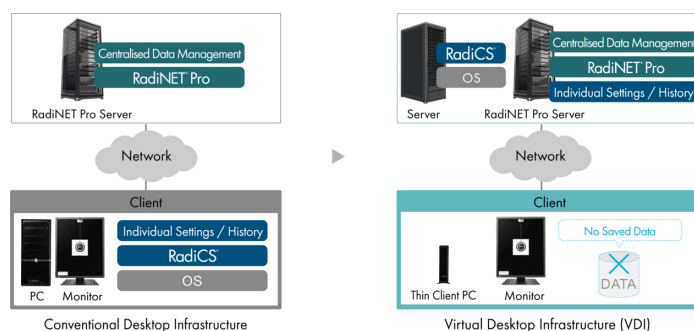 Centralised Data Management
RadiNET Pro
RadiNET Pro Server
Network
Client
Individual Settings / History
RadiCS®
OS
PC
Monitor
Conventional Desktop Infrastructure
RadiCS®
OS
Centralised Data Management
RadiNET Pro
Individual Settings / History
Server
RadiNET Pro Server
Network
Client
No Saved Data
DATA
Thin Client PC
Monitor
Virtual Desktop Infrastructure (VDI)